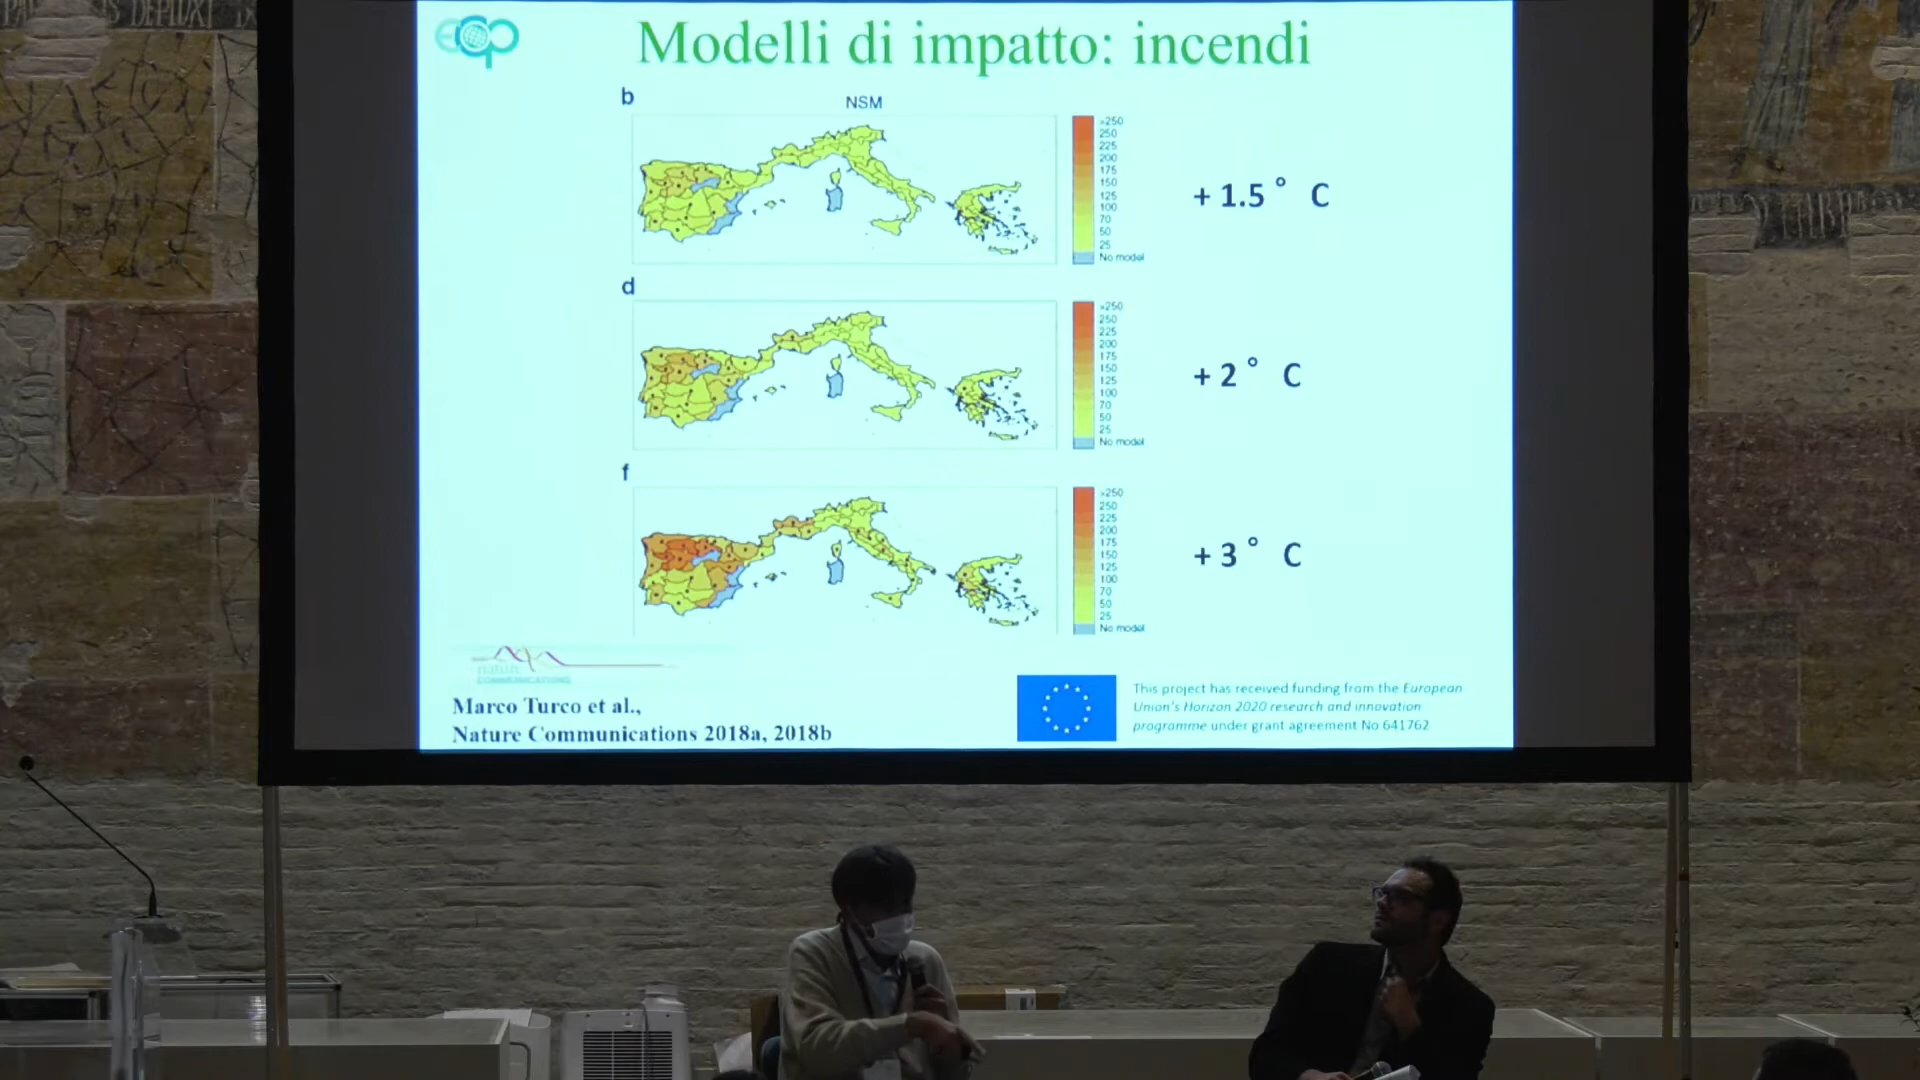 S DEPLUXI
ecop
Modelli di impatto: incendi
b
NSM
>250
250
225
200
175
150
125
100
70
50
25
No model
+ 1.5 ° C
d
>250
250
225
200
175
150
125
100
70
50
25
No model
+ 2 ° C
f
>250
250
225
200
175
150
125
100
70
50
25
No model
+ 3 ° C
nature
COMMUNICATIONS
Marco Turco et al.,
Nature Communications 2018a, 2018b
This project has received funding from the European
Union's Horizon 2020 research and innovation
programme under grant agreement No 641762